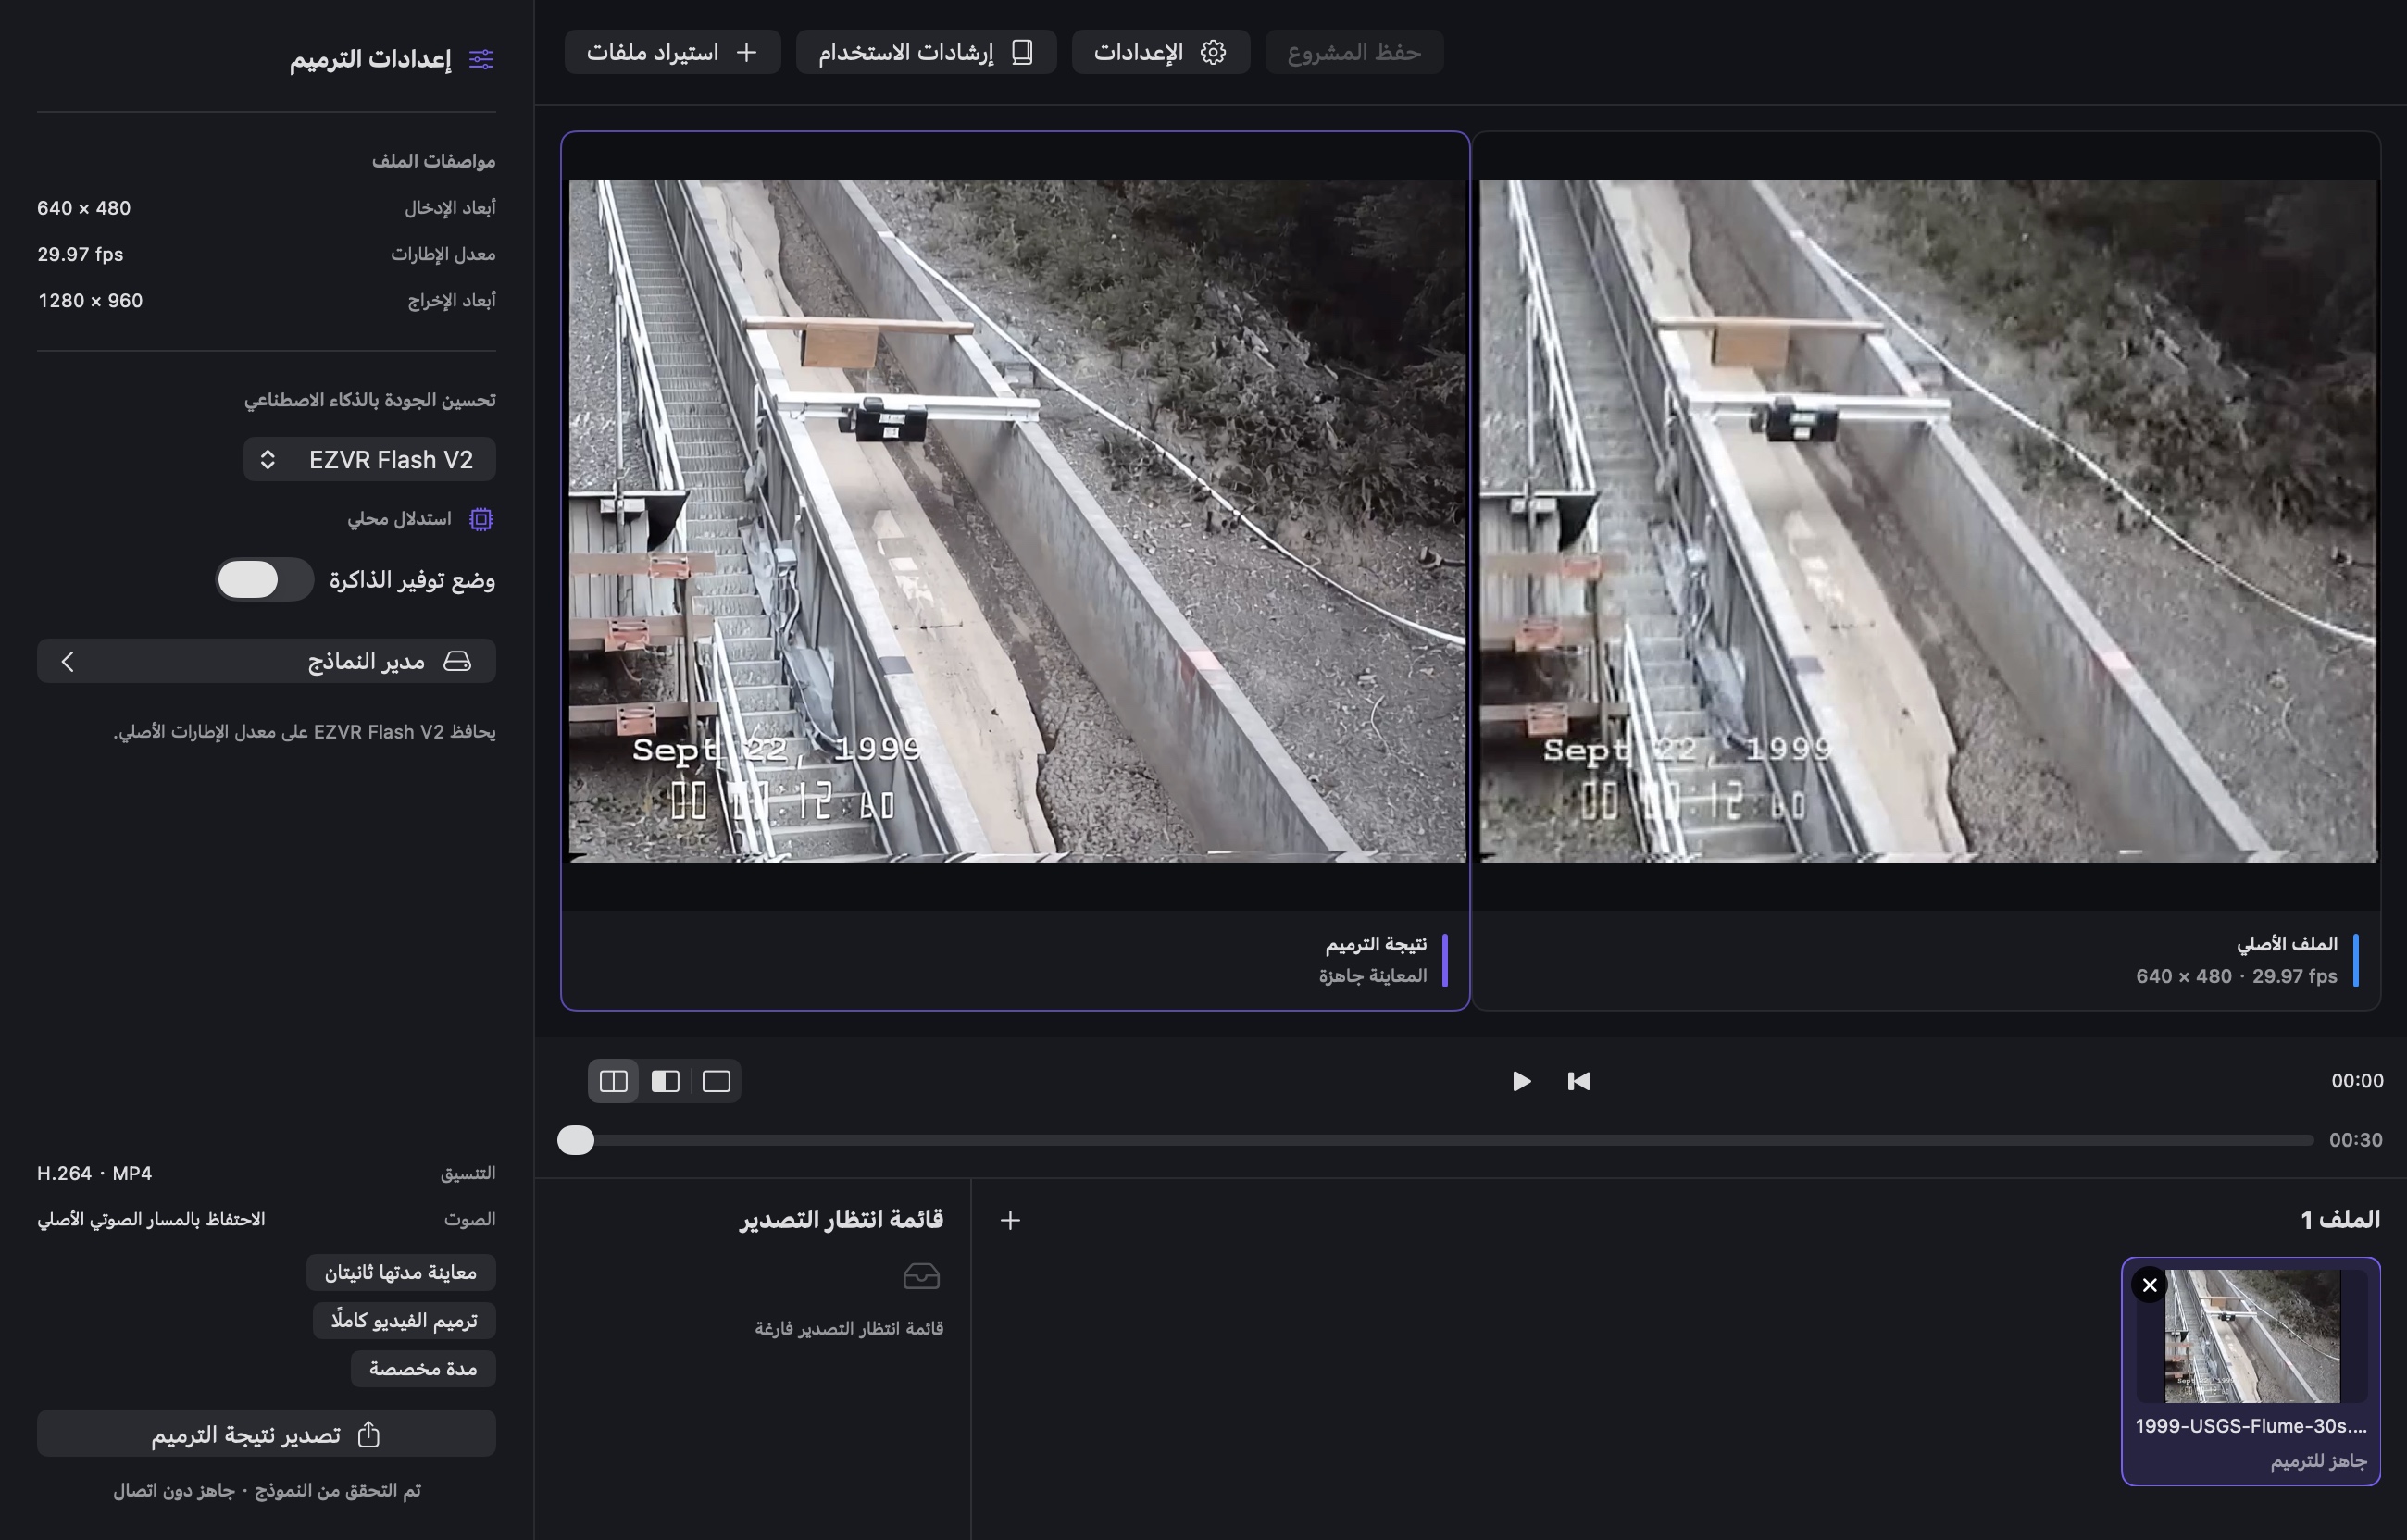 استيراد ملفات
إرشادات الاستخدام
الإعدادات
حفظ المشروع
إعدادات الترميم
مواصفات الملف
أبعاد الإدخال 640 × 480
معدل الإطارات 29.97 fps
أبعاد الإخراج 1280 × 960
تحسين الجودة بالذكاء الاصطناعي
EZVR Flash V2
استدلال محلي
وضع توفير الذاكرة
مدير النماذج
يحافظ EZVR Flash V2 على معدل الإطارات الأصلي.
التنسيق H.264 · MP4
الصوت الاحتفاظ بالمسار الصوتي الأصلي
معاينة مدتها ثانيتان
ترميم الفيديو كاملًا
مدة مخصصة
تصدير نتيجة الترميم
تم التحقق من النموذج · جاهز دون اتصال
Sept 22, 1999
Sept 22, 1999
الملف الأصلي
640 × 480 · 29.97 fps
نتيجة الترميم
المعاينة جاهزة
00:00
00:30
الملف 1
1999-USGS-Flume-30s....
جاهز للترميم
قائمة انتظار التصدير
قائمة انتظار التصدير فارغة